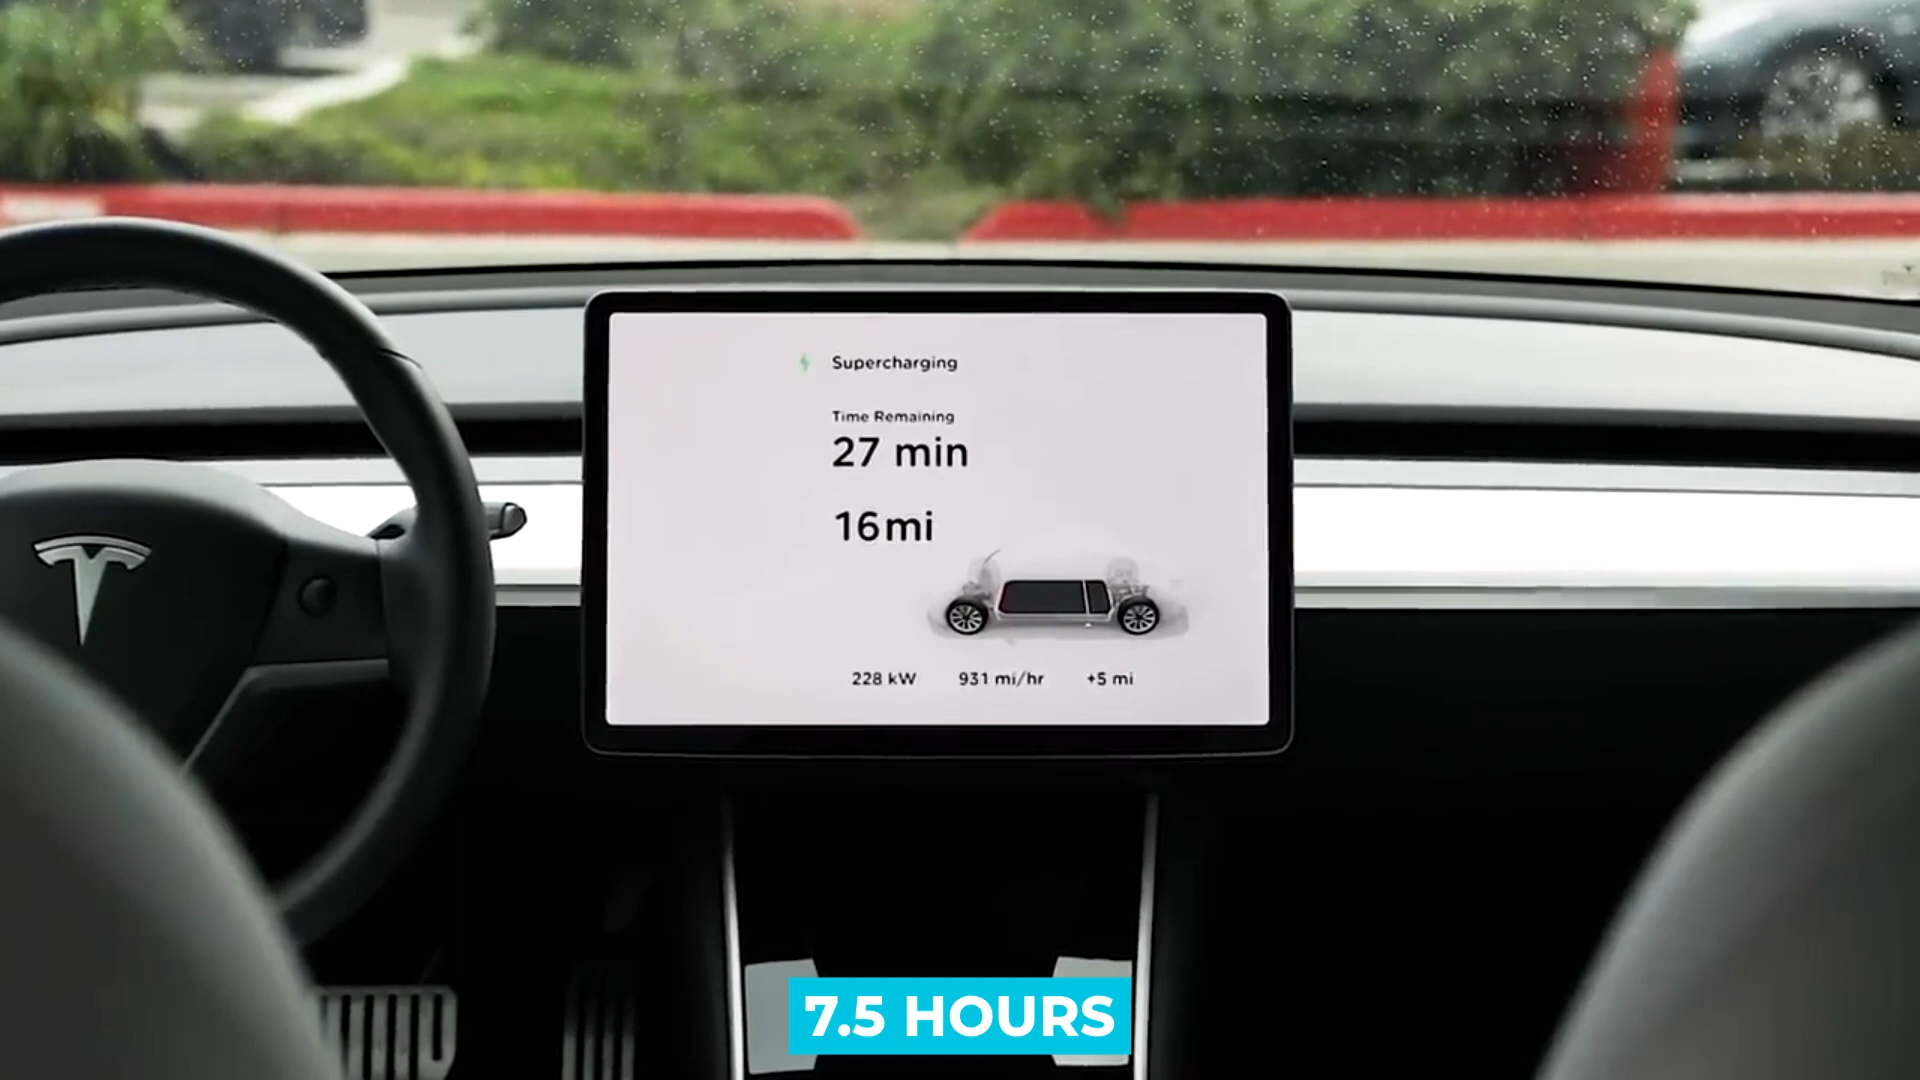 Supercharging
Time Remaining
27 min
16mi
228 kW 931 mi/hr +5 mi
7.5 HOURS